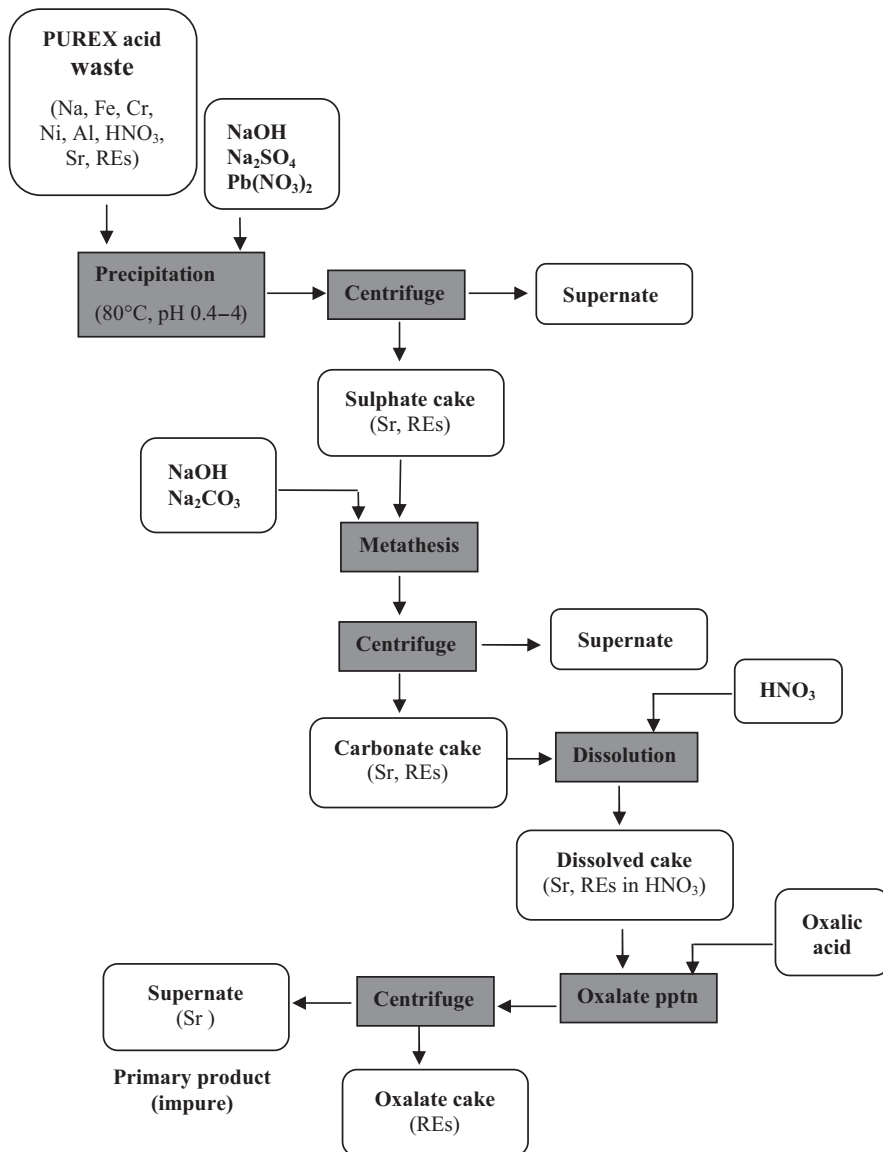 PUREX acid
waste
(Na, Fe, Cr,
Ni, Al, HNO₃,
Sr, REs)
NaOH
Na₂SO₄
Pb(NO₃)₂
Precipitation
(80°C, pH 0.4–4)
Centrifuge
Supernate
Sulphate cake
(Sr, REs)
NaOH
Na₂CO₃
Metathesis
Centrifuge
Supernate
HNO₃
Carbonate cake
(Sr, REs)
Dissolution
Dissolved cake
(Sr, REs in HNO₃)
Oxalic
acid
Oxalate pptn
Centrifuge
Supernate
(Sr )
Primary product
(impure)
Oxalate cake
(REs)